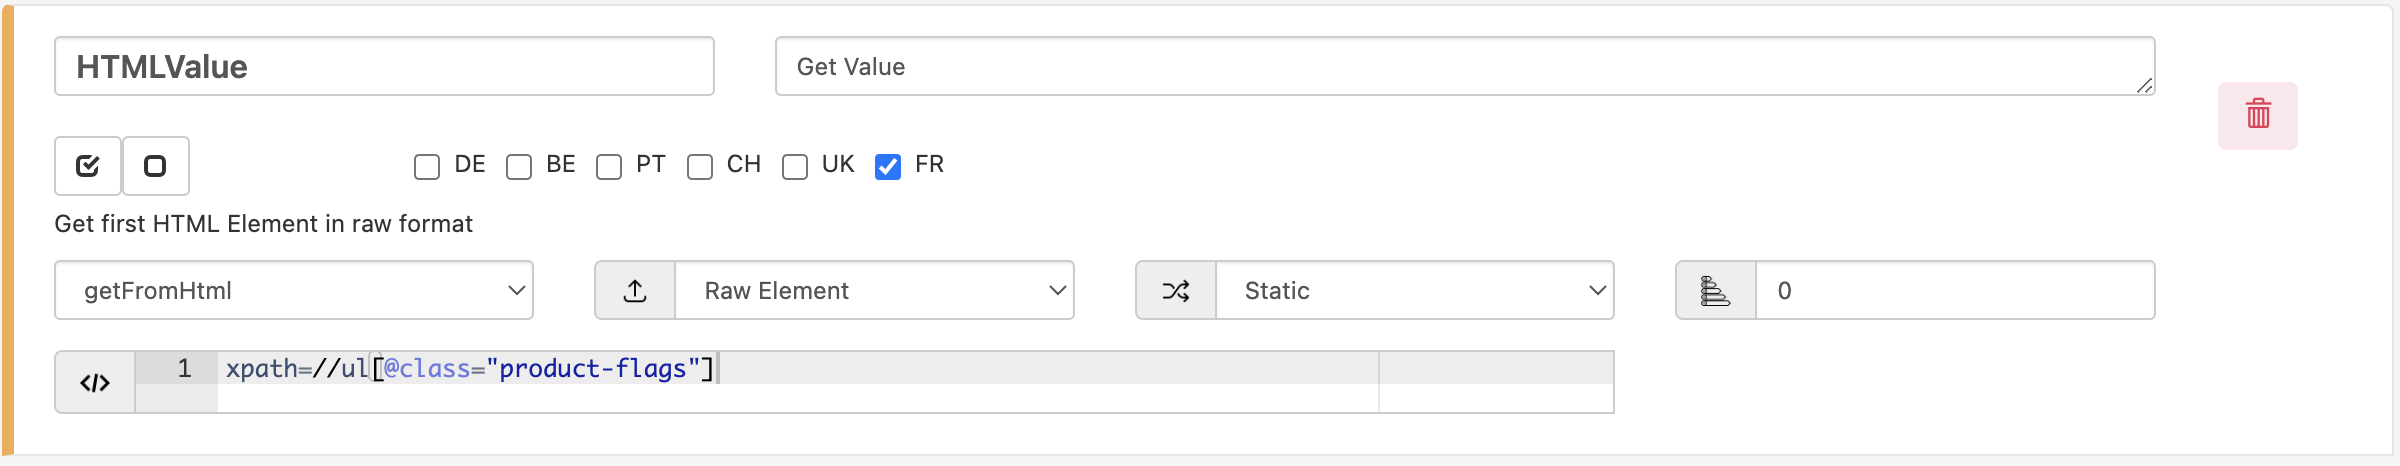 HTMLValue
Get Value
DE BE PT CH UK FR
Get first HTML Element in raw format
getFromHtml Raw Element Static 0
1 xpath=//ul[@class="product-flags"]